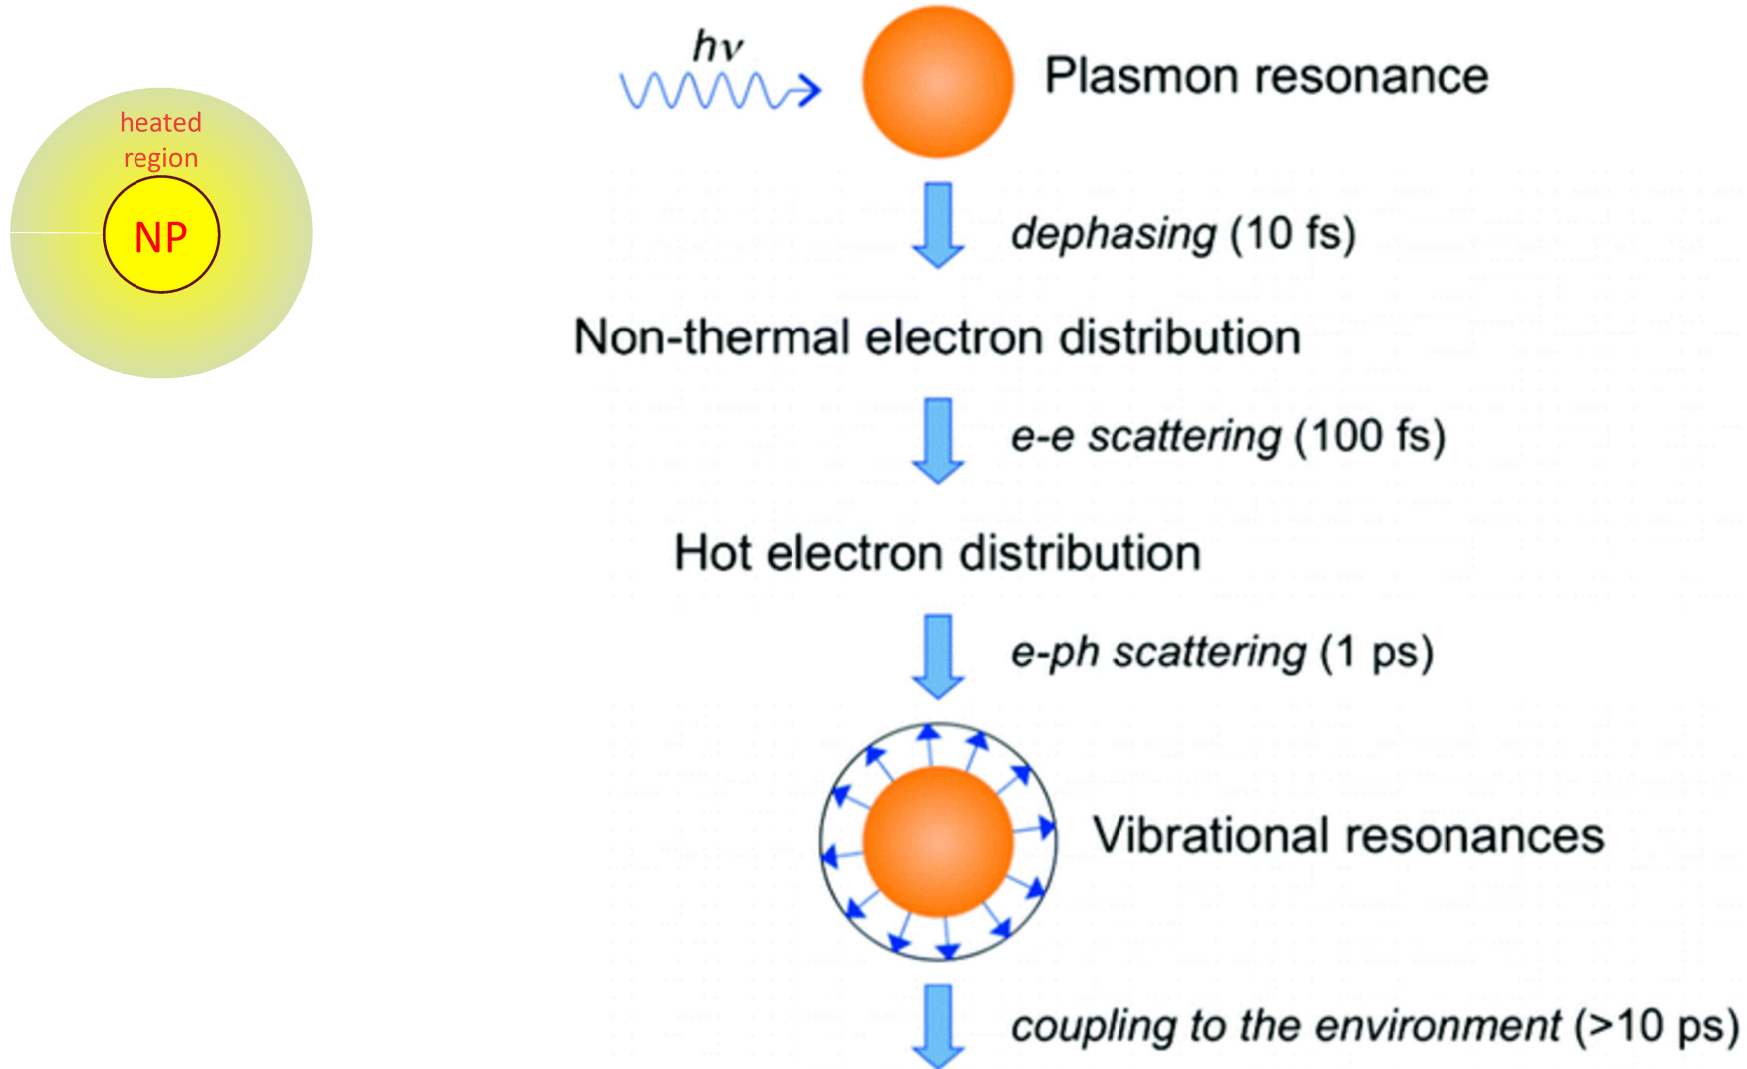 heated
region
NP
hν
Plasmon resonance
dephasing (10 fs)
Non-thermal electron distribution
e-e scattering (100 fs)
Hot electron distribution
e-ph scattering (1 ps)
Vibrational resonances
coupling to the environment (>10 ps)